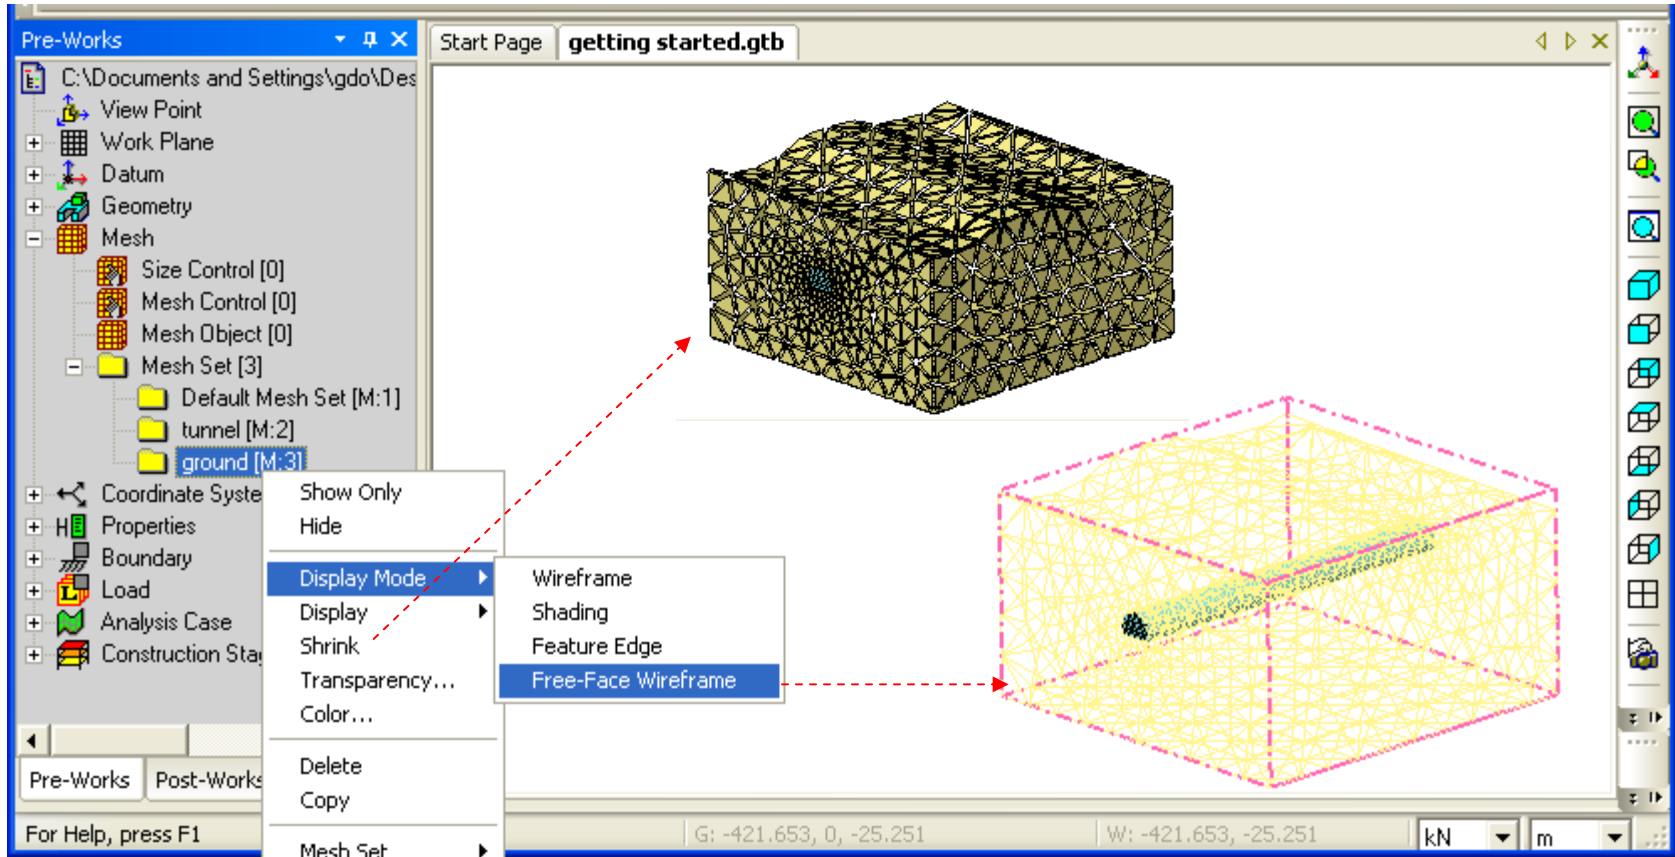 Pre-Works
Start Page
getting started.gtb
C:\Documents and Settings\gdo\Des
View Point
Work Plane
Datum
Geometry
Mesh
Size Control [0]
Mesh Control [0]
Mesh Object [0]
Mesh Set [3]
Default Mesh Set [M:1]
tunnel [M:2]
ground [M:3]
Coordinate Syste
Properties
Boundary
Load
Analysis Case
Construction Sta
Show Only
Hide
Display Mode
Display
Shrink
Transparency...
Color...
Delete
Copy
Mesh Set
Wireframe
Shading
Feature Edge
Free-Face Wireframe
Pre-Works
Post-Works
For Help, press F1
G: -421.653, 0, -25.251
W: -421.653, -25.251
kN
m